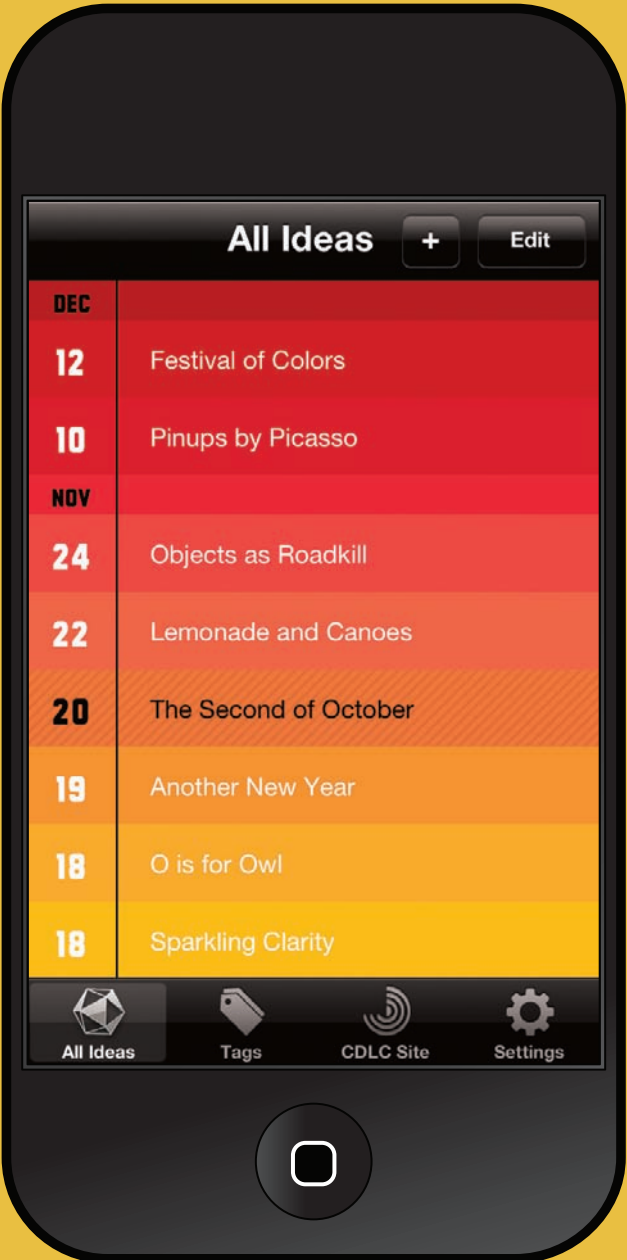 All Ideas + Edit
DEC
12 Festival of Colors
10 Pinups by Picasso
NOV
24 Objects as Roadkill
22 Lemonade and Canoes
20 The Second of October
19 Another New Year
18 O is for Owl
18 Sparkling Clarity
All Ideas Tags CDLC Site Settings